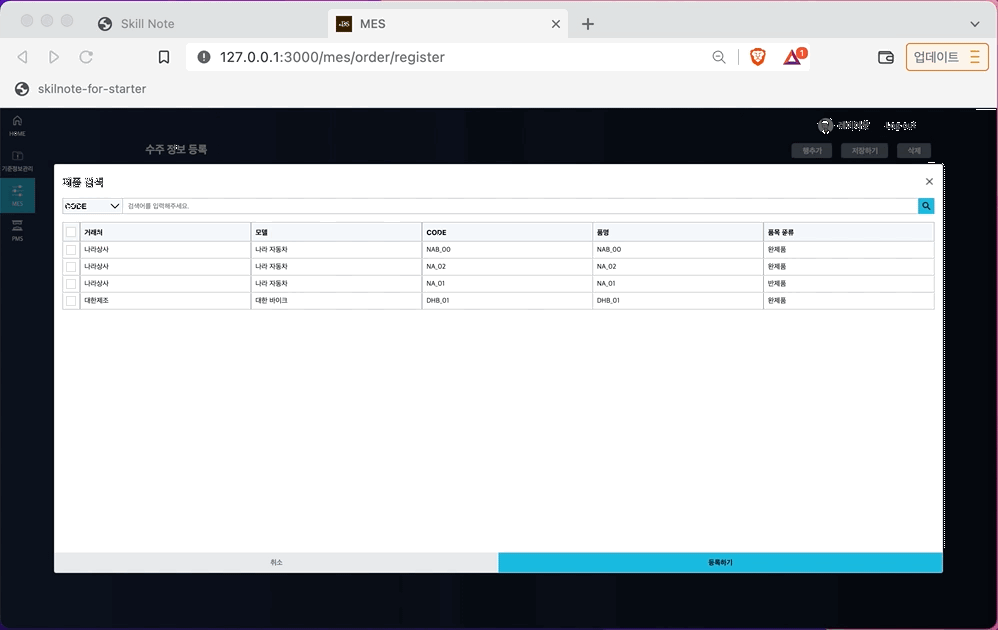 Skill Note
MES
127.0.0.1:3000/mes/order/register
1
업데이트
skilnote-for-starter
HOME
수주 정보 등록
행추가 저장하기 삭제
기준정보관리
MES
PMS
제품 검색
CODE 검색어를 입력해주세요.
거래처 모델 CODE 품명 품목 종류
나라상사 나라 자동차 NAB_00 NAB_00 완제품
나라상사 나라 자동차 NA_02 NA_02 완제품
나라상사 나라 자동차 NA_01 NA_01 반제품
대한제조 대한 바이크 DHB_01 DHB_01 완제품
취소 등록하기